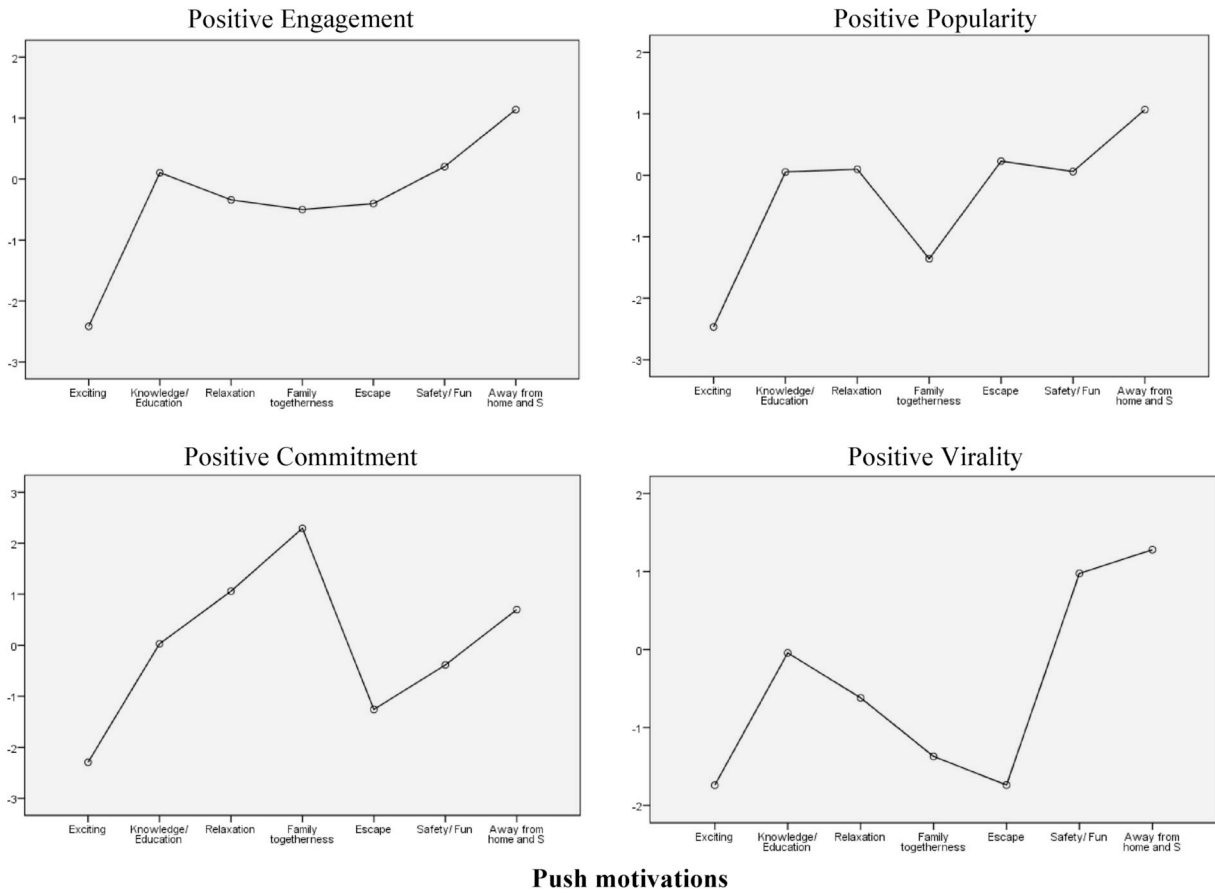 Positive Engagement
2
1
0
-1
-2
-3
Exciting
Knowledge/
Education
Relaxation
Family
togetherness
Escape
Safety/ Fun
Away from
home and S
Positive Popularity
2
1
0
-1
-2
-3
Exciting
Knowledge/
Education
Relaxation
Family
togetherness
Escape
Safety/ Fun
Away from
home and S
Positive Commitment
3
2
1
0
-1
-2
-3
Exciting
Knowledge/
Education
Relaxation
Family
togetherness
Escape
Safety/ Fun
Away from
home and S
Positive Virality
2
1
0
-1
-2
Exciting
Knowledge/
Education
Relaxation
Family
togetherness
Escape
Safety/ Fun
Away from
home and S
Push motivations